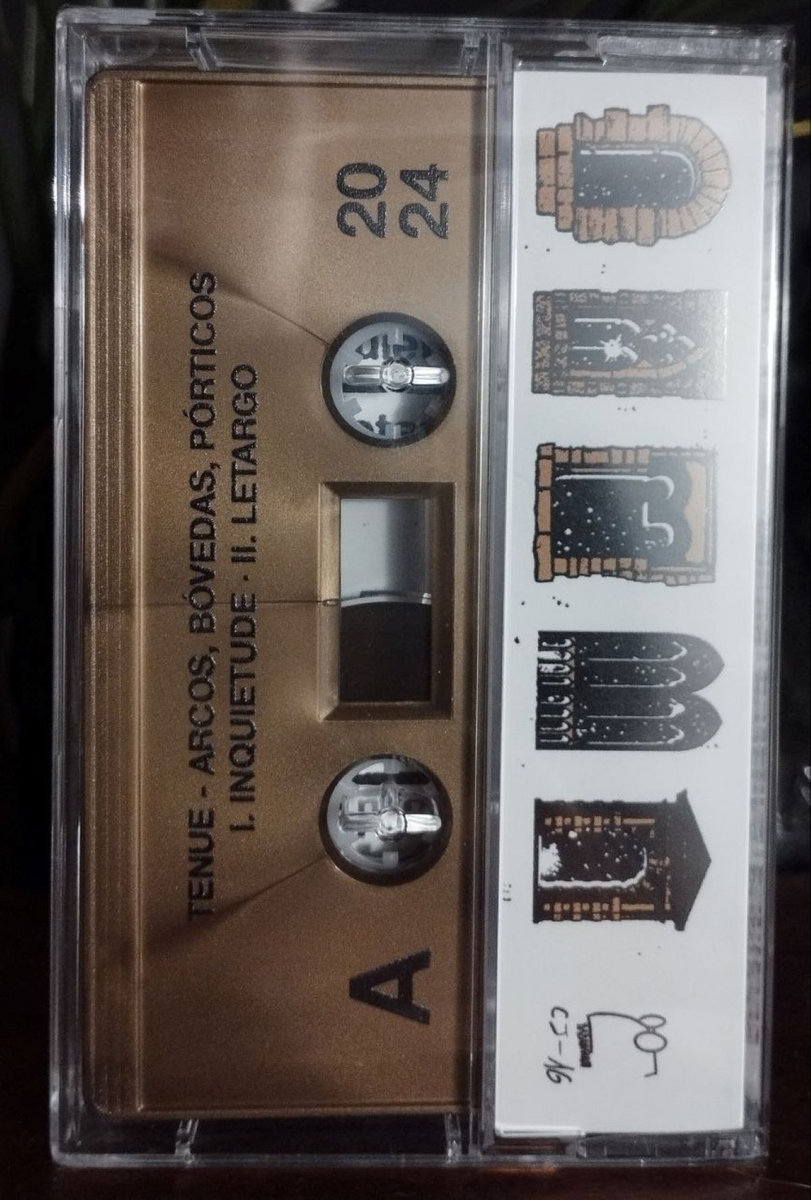 TENUE - ARCOS, BÓVEDAS, PÓRTICOS
I. INQUIETUDE · II. LETARGO
A
20
24